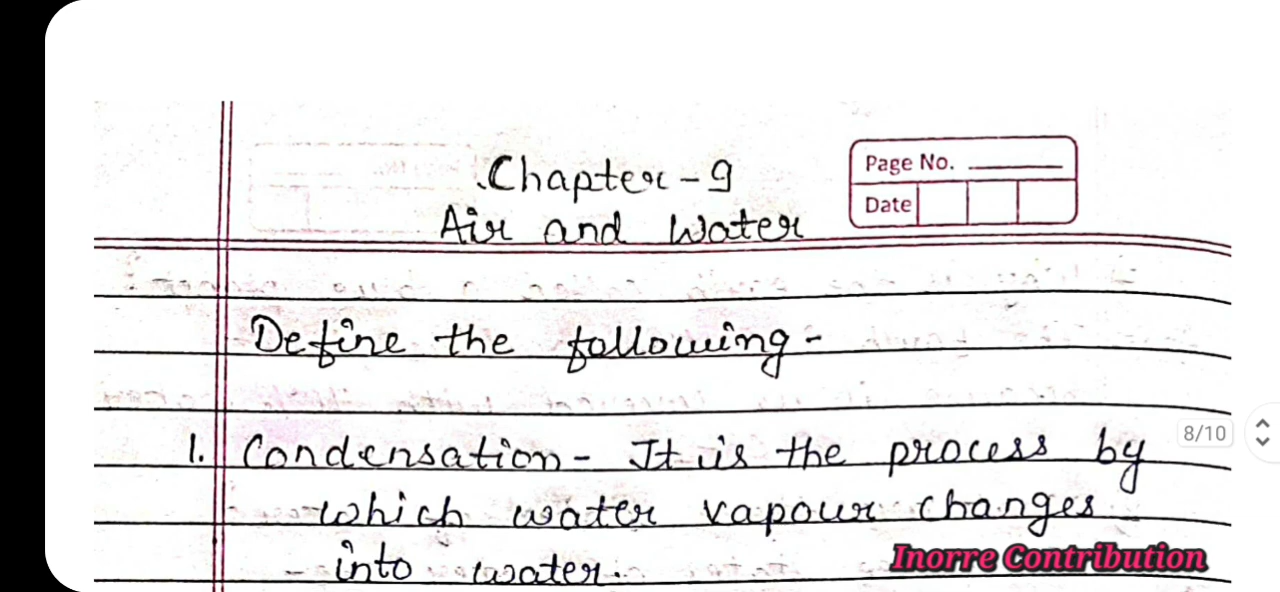 Chapter-9
Air and Water
Page No.
Date
Define the following-
1. Condensation- It is the process by
which water vapour changes
into water.
8/10
Inorre Contribution